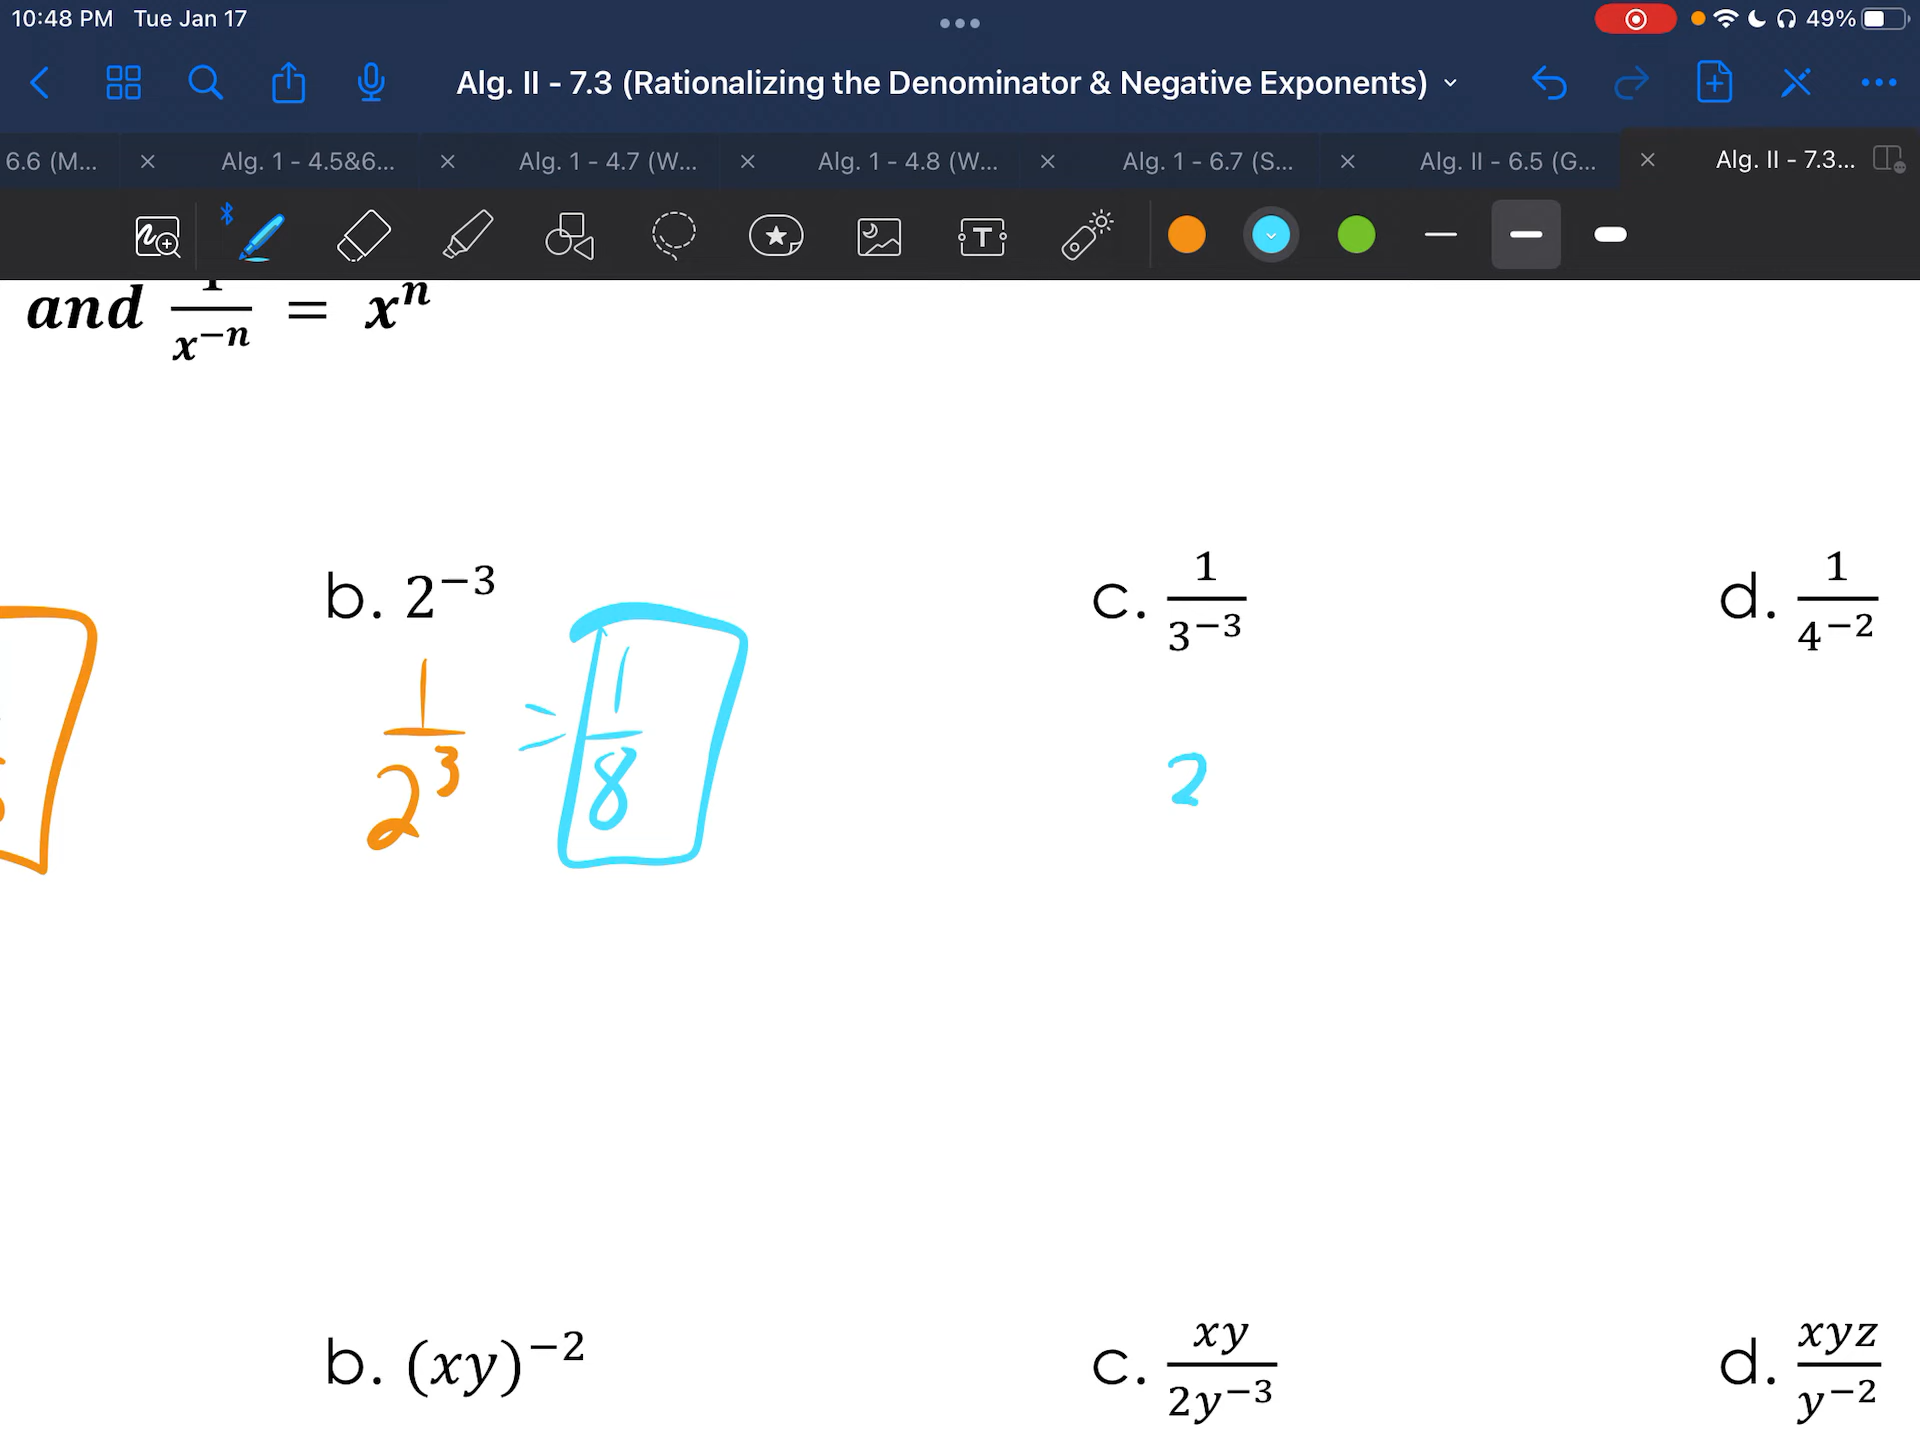 10:48 PM Tue Jan 17 49%
Alg. II - 7.3 (Rationalizing the Denominator & Negative Exponents)
6.6 (M... Alg. 1 - 4.5&6... Alg. 1 - 4.7 (W... Alg. 1 - 4.8 (W... Alg. 1 - 6.7 (S... Alg. II - 6.5 (G... Alg. II - 7.3...
and 1/x⁻ⁿ = xⁿ
b. 2⁻³ c. 1/3⁻³ d. 1/4⁻²
1/2³ = 1/8 2
b. (xy)⁻² c. xy/2y⁻³ d. xyz/y⁻²